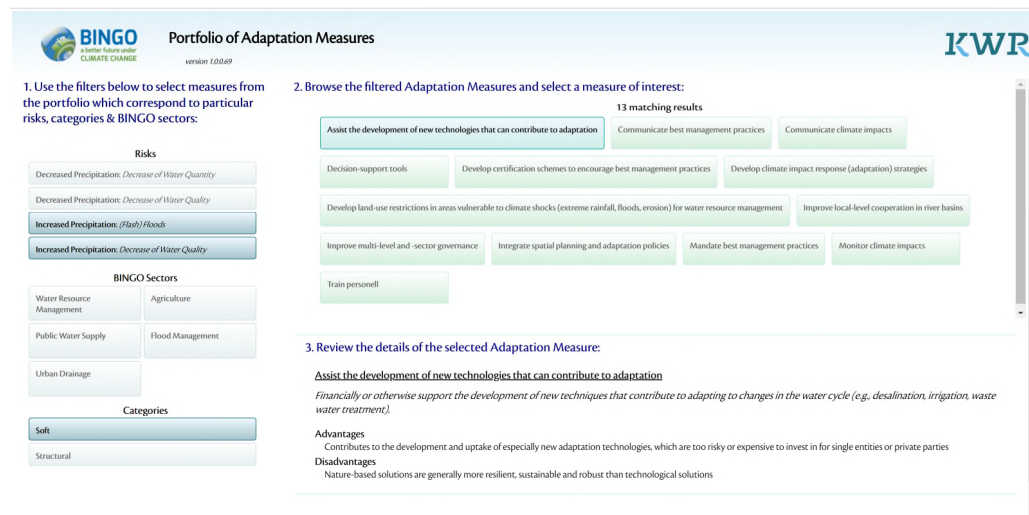 BINGO
a better future under
CLIMATE CHANGE
Portfolio of Adaptation Measures
version 1.0.0.69
KWR
1. Use the filters below to select measures from
the portfolio which correspond to particular
risks, categories & BINGO sectors:
Risks
Decreased Precipitation: Decrease of Water Quantity
Decreased Precipitation: Decrease of Water Quality
Increased Precipitation: (Flash) Floods
Increased Precipitation: Decrease of Water Quality
BINGO Sectors
Water Resource
Management
Agriculture
Public Water Supply
Flood Management
Urban Drainage
Categories
Soft
Structural
2. Browse the filtered Adaptation Measures and select a measure of interest:
13 matching results
Assist the development of new technologies that can contribute to adaptation
Communicate best management practices
Communicate climate impacts
Decision-support tools
Develop certification schemes to encourage best management practices
Develop climate impact response (adaptation) strategies
Develop land-use restrictions in areas vulnerable to climate shocks (extreme rainfall, floods, erosion) for water resource management
Improve local-level cooperation in river basins
Improve multi-level and -sector governance
Integrate spatial planning and adaptation policies
Mandate best management practices
Monitor climate impacts
Train personell
3. Review the details of the selected Adaptation Measure:
Assist the development of new technologies that can contribute to adaptation
Financially or otherwise support the development of new techniques that contribute to adapting to changes in the water cycle (e.g., desalination, irrigation, waste
water treatment).
Advantages
Contributes to the development and uptake of especially new adaptation technologies, which are too risky or expensive to invest in for single entities or private parties
Disadvantages
Nature-based solutions are generally more resilient, sustainable and robust than technological solutions